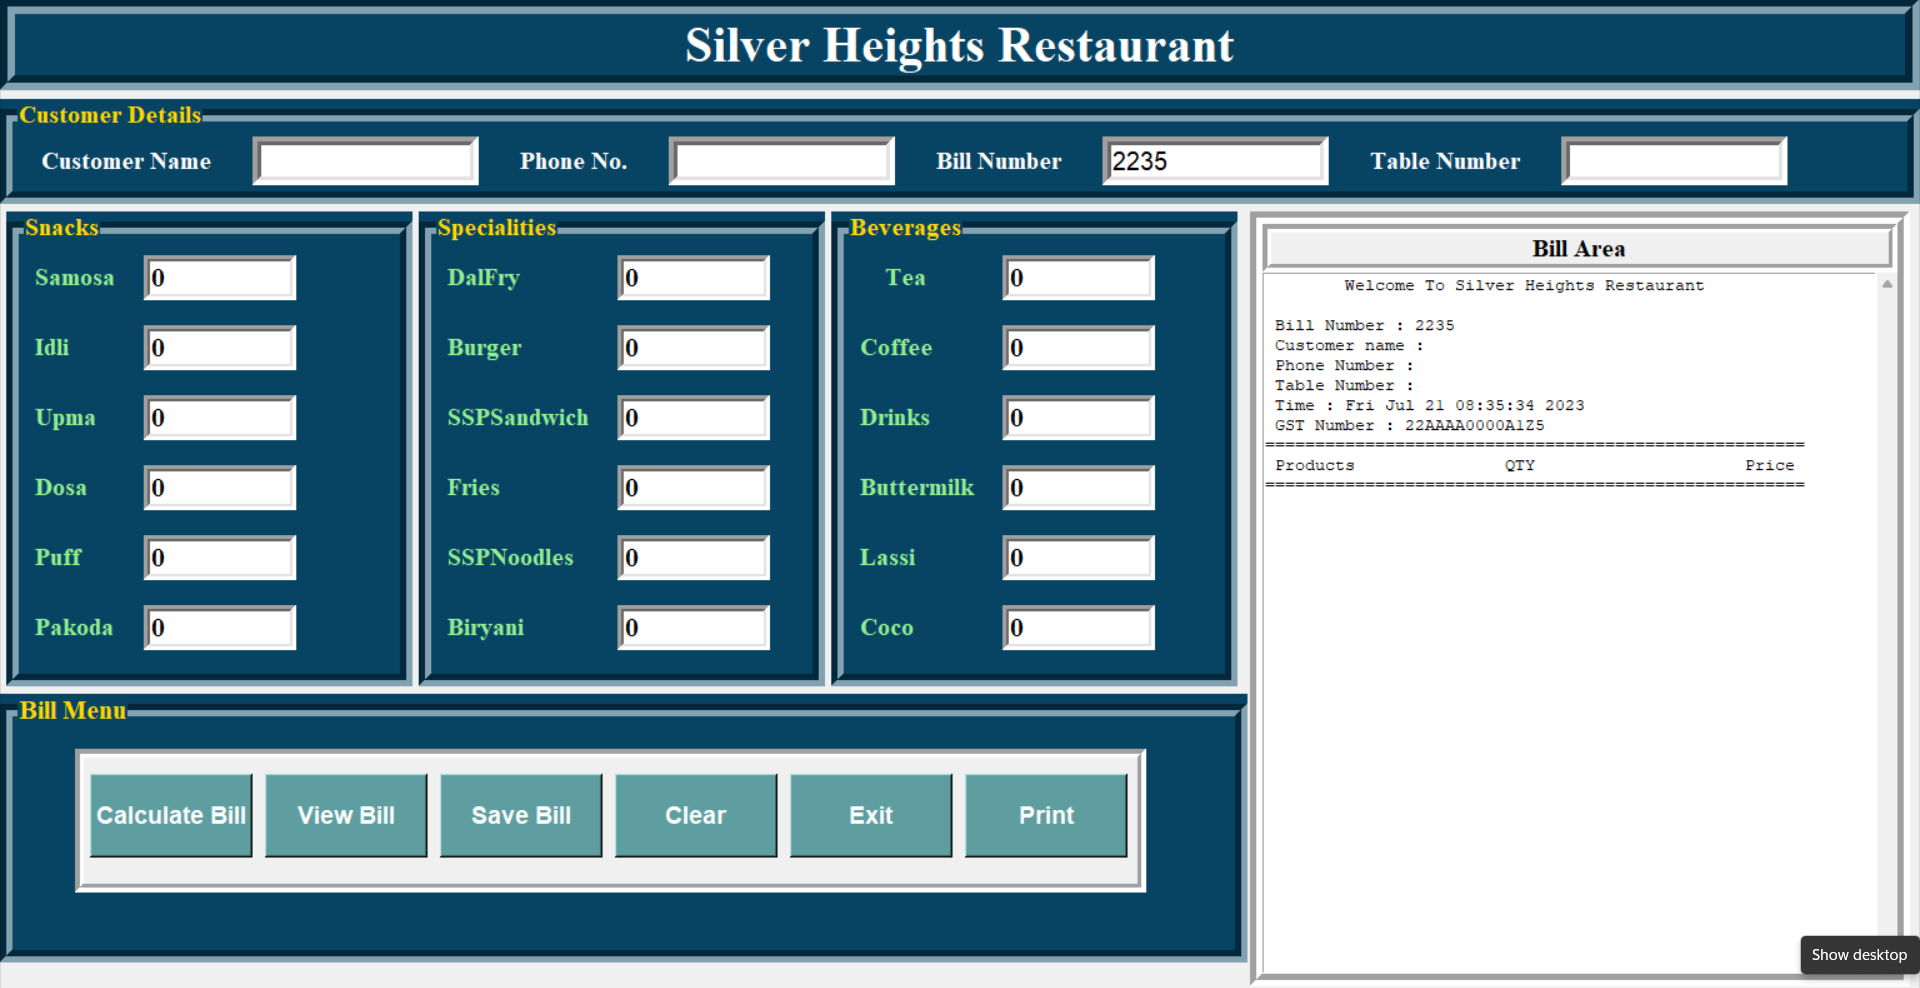 Silver Heights Restaurant
Customer Details
Customer Name Phone No. Bill Number 2235 Table Number
Snacks
Samosa 0
Idli 0
Upma 0
Dosa 0
Puff 0
Pakoda 0
Specialities
DalFry 0
Burger 0
SSPSandwich 0
Fries 0
SSPNoodles 0
Biryani 0
Beverages
Tea 0
Coffee 0
Drinks 0
Buttermilk 0
Lassi 0
Coco 0
Bill Area
Welcome To Silver Heights Restaurant
Bill Number : 2235
Customer name :
Phone Number :
Table Number :
Time : Fri Jul 21 08:35:34 2023
GST Number : 22AAAA0000A1Z5
======================================================
Products QTY Price
======================================================
Bill Menu
Calculate Bill View Bill Save Bill Clear Exit Print
Show desktop